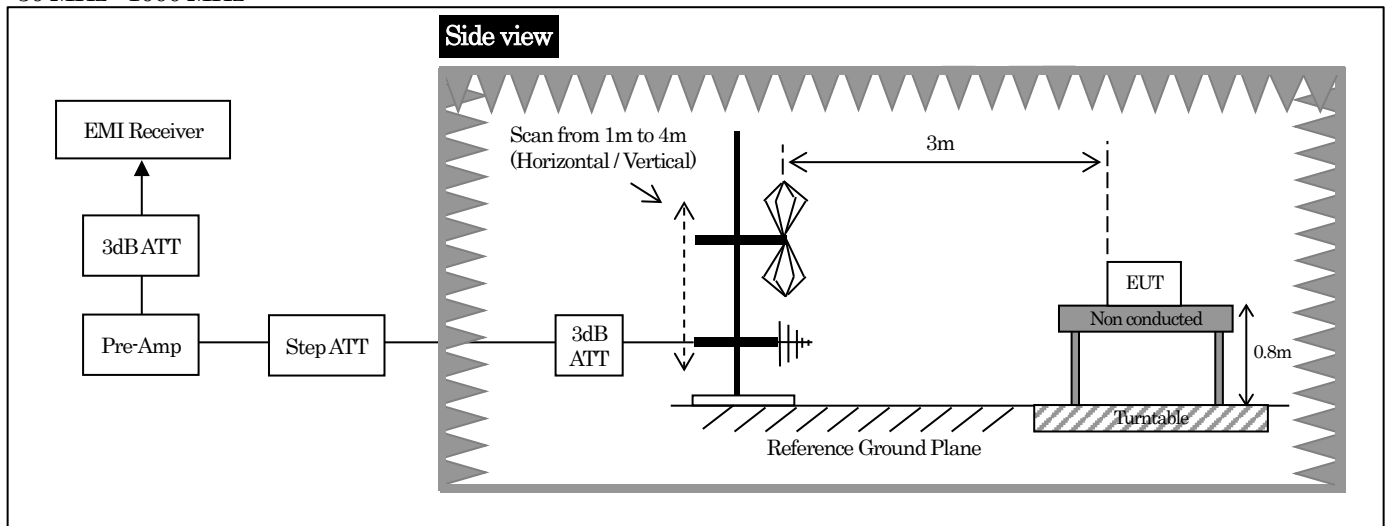 Side view
EMI Receiver
Scan from 1m to 4m
(Horizontal / Vertical)
3m
3dB ATT
EUT
Non conducted
Pre-Amp
Step ATT
3dB
ATT
0.8m
Turntable
Reference Ground Plane